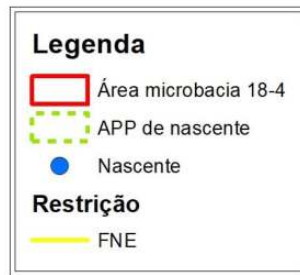 Legenda
Área microbacia 18-4
APP de nascente
Nascente
Restrição
FNE